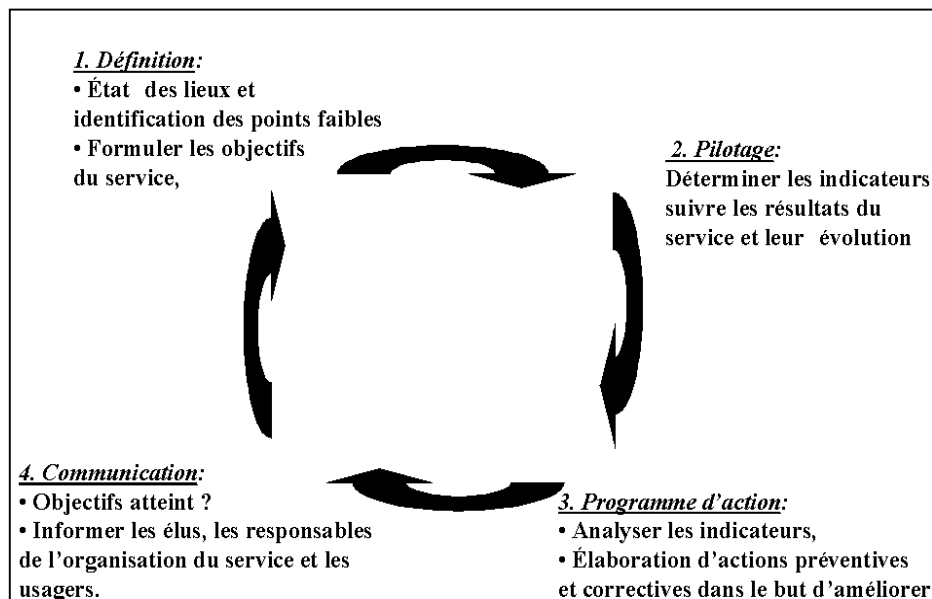 1. Définition:
• État des lieux et
identification des points faibles
• Formuler les objectifs
du service,
2. Pilotage:
Déterminer les indicateurs
suivre les résultats du
service et leur évolution
3. Programme d'action:
• Analyser les indicateurs,
• Élaboration d'actions préventives
et correctives dans le but d'améliorer
4. Communication:
• Objectifs atteint ?
• Informer les élus, les responsables
de l'organisation du service et les
usagers.